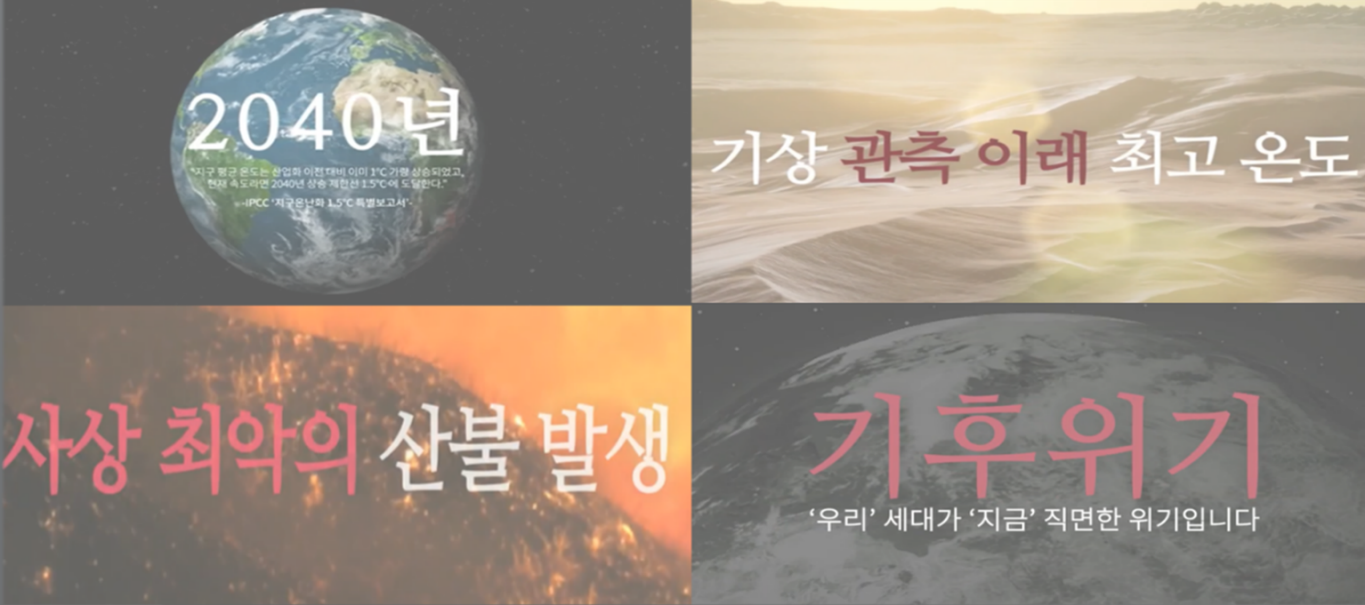 2040년
"지구 평균 온도는 산업화 이전 대비 이미 1℃ 가량 상승되었고,
현재 속도라면 2040년 상승 제한선 1.5℃에 도달한다."
-IPCC '지구온난화 1.5℃ 특별보고서'-
기상 관측 이래 최고 온도
사상 최악의 산불 발생
기후위기
'우리' 세대가 '지금' 직면한 위기입니다